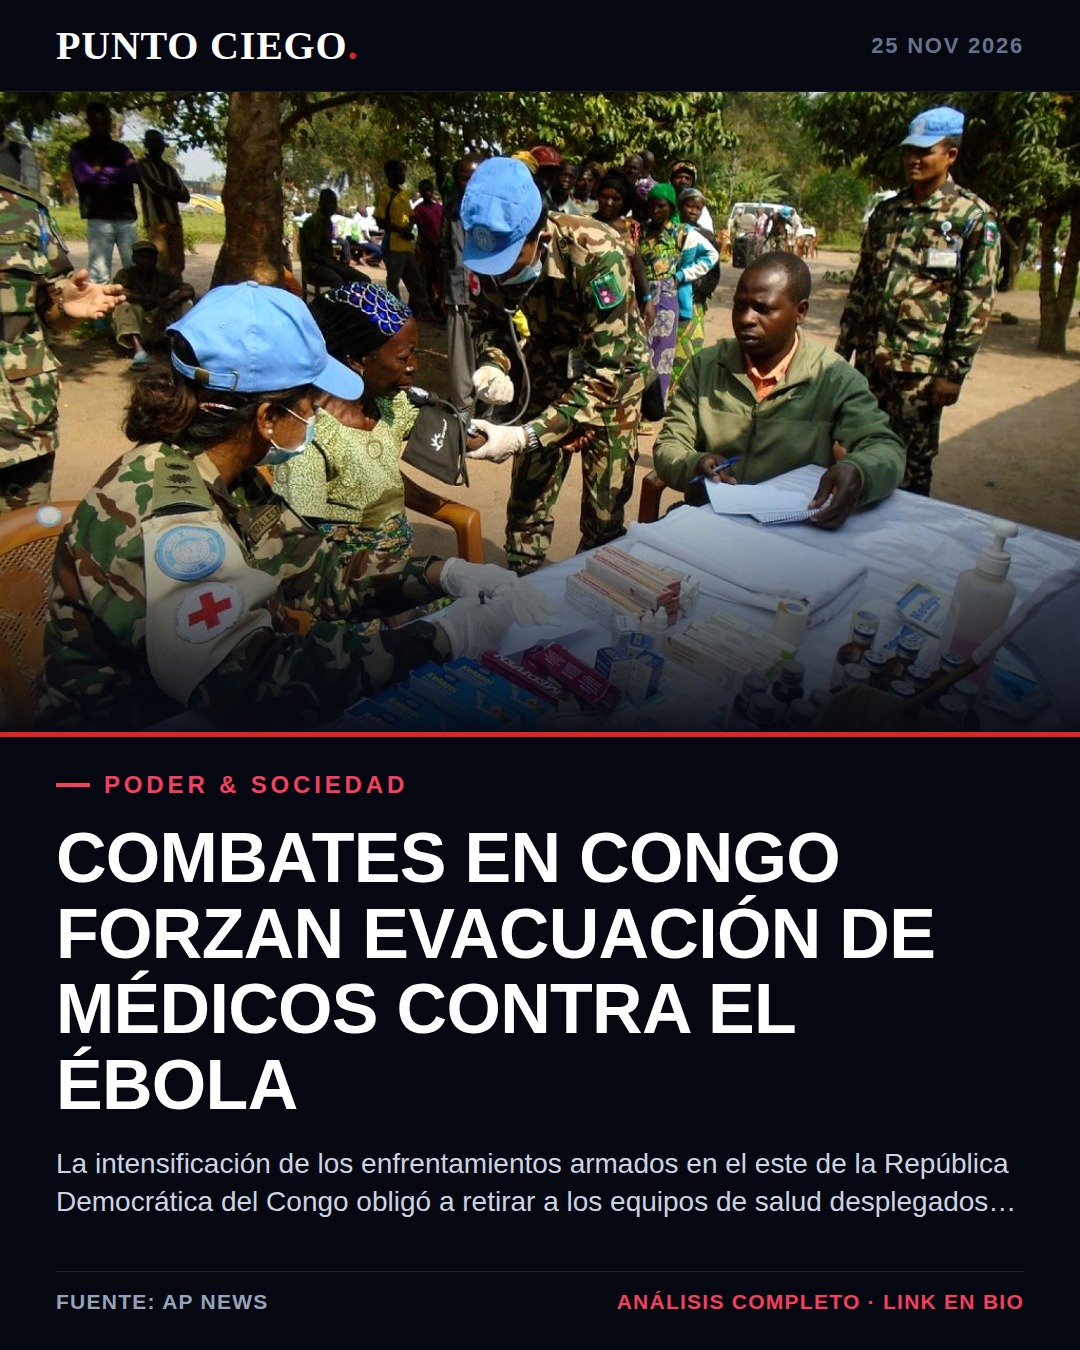 PUNTO CIEGO.
25 NOV 2026
Ketazol
Ketazol
PODER & SOCIEDAD
COMBATES EN CONGO
FORZAN EVACUACIÓN DE
MÉDICOS CONTRA EL
ÉBOLA
La intensificación de los enfrentamientos armados en el este de la República
Democrática del Congo obligó a retirar a los equipos de salud desplegados…
FUENTE: AP NEWS
ANÁLISIS COMPLETO · LINK EN BIO